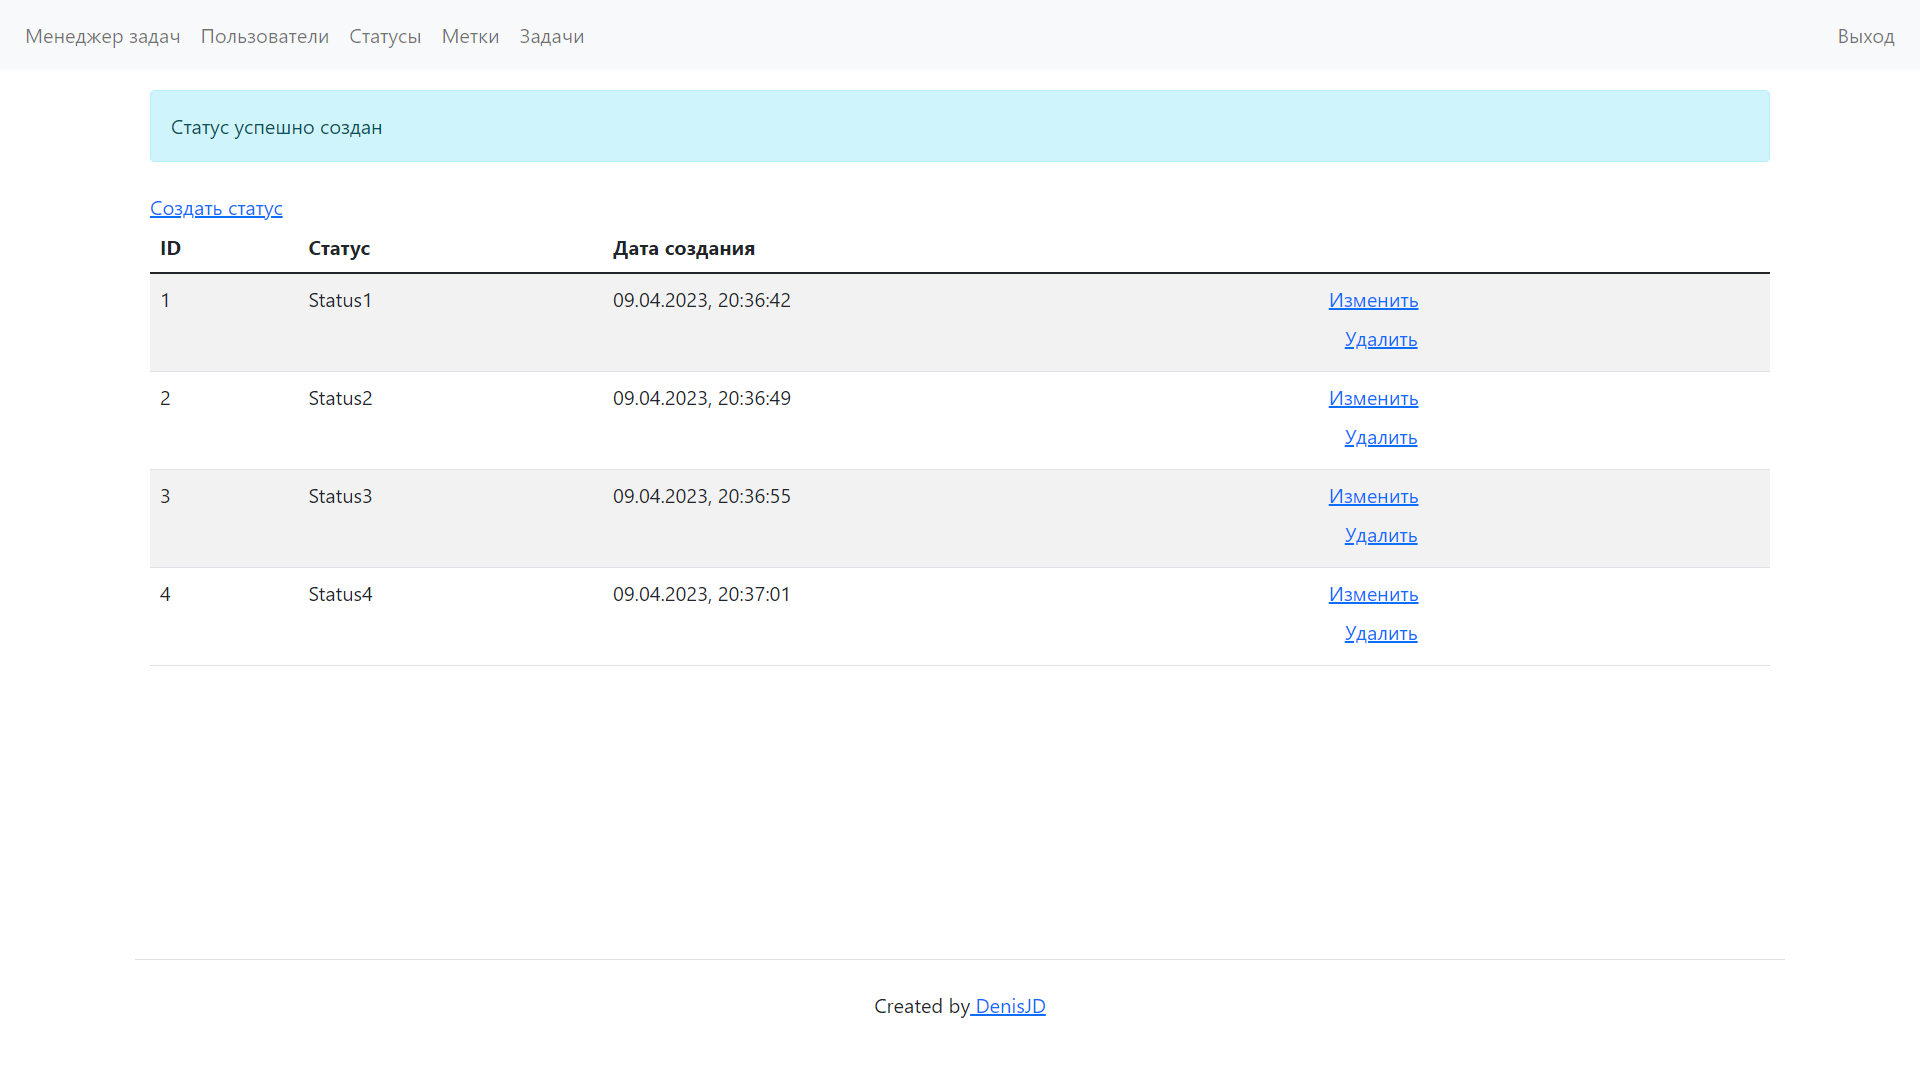 Менеджер задач Пользователи Статусы Метки Задачи Выход
Статус успешно создан
Создать статус
ID Статус Дата создания
1 Status1 09.04.2023, 20:36:42 Изменить
Удалить
2 Status2 09.04.2023, 20:36:49 Изменить
Удалить
3 Status3 09.04.2023, 20:36:55 Изменить
Удалить
4 Status4 09.04.2023, 20:37:01 Изменить
Удалить
Created by DenisJD